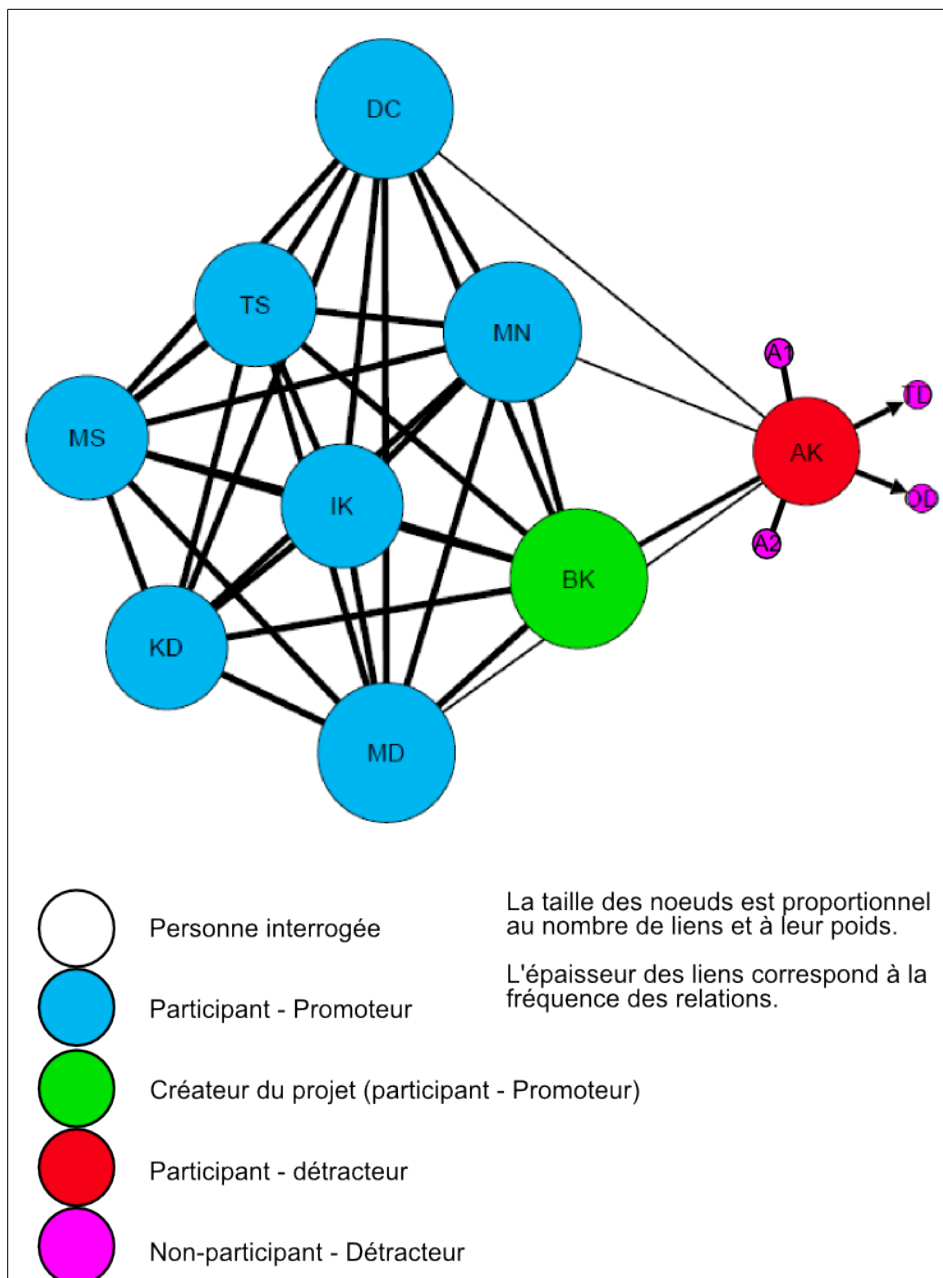 DC
TS
MN
A1
TD
MS
AK
IK
OD
A2
BK
KD
MD
La taille des noeuds est proportionnel
au nombre de liens et à leur poids.
L'épaisseur des liens correspond à la
fréquence des relations.
Personne interrogée
Participant - Promoteur
Créateur du projet (participant - Promoteur)
Participant - détracteur
Non-participant - Détracteur